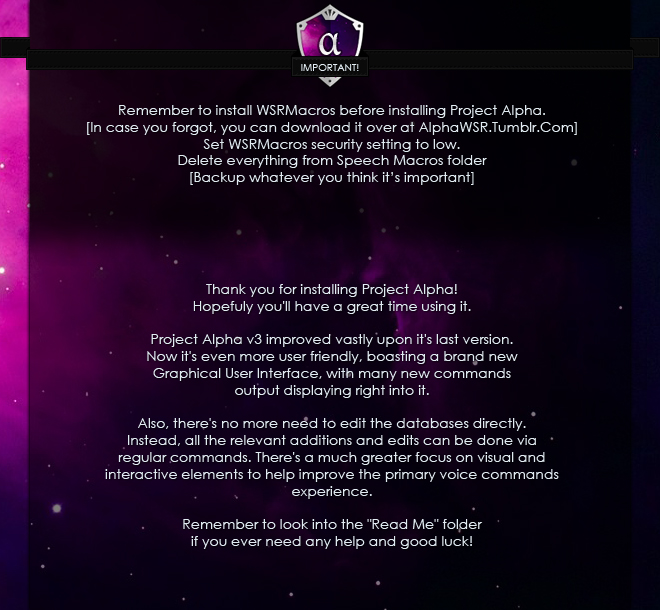 α
IMPORTANT!
Remember to install WSRMacros before installing Project Alpha.
[In case you forgot, you can download it over at AlphaWSR.Tumblr.Com]
Set WSRMacros security setting to low.
Delete everything from Speech Macros folder
[Backup whatever you think it's important]
Thank you for installing Project Alpha!
Hopefuly you'll have a great time using it.
Project Alpha v3 improved vastly upon it's last version.
Now it's even more user friendly, boasting a brand new
Graphical User Interface, with many new commands
output displaying right into it.
Also, there's no more need to edit the databases directly.
Instead, all the relevant additions and edits can be done via
regular commands. There's a much greater focus on visual and
interactive elements to help improve the primary voice commands
experience.
Remember to look into the "Read Me" folder
if you ever need any help and good luck!